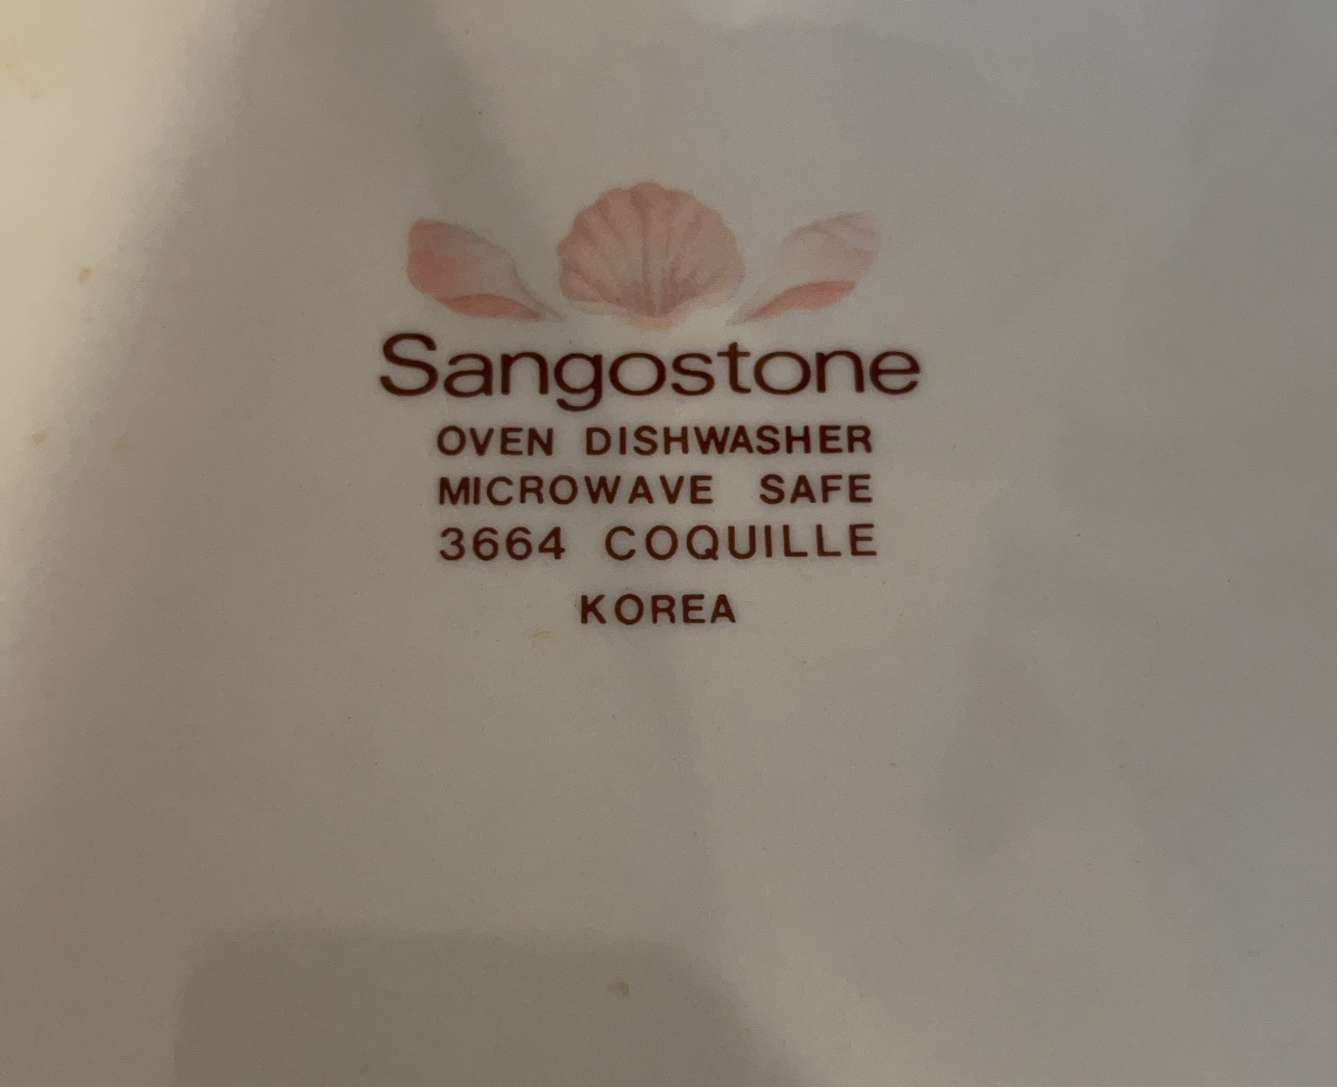 Sangostone
OVEN DISHWASHER
MICROWAVE SAFE
3664 COQUILLE
KOREA